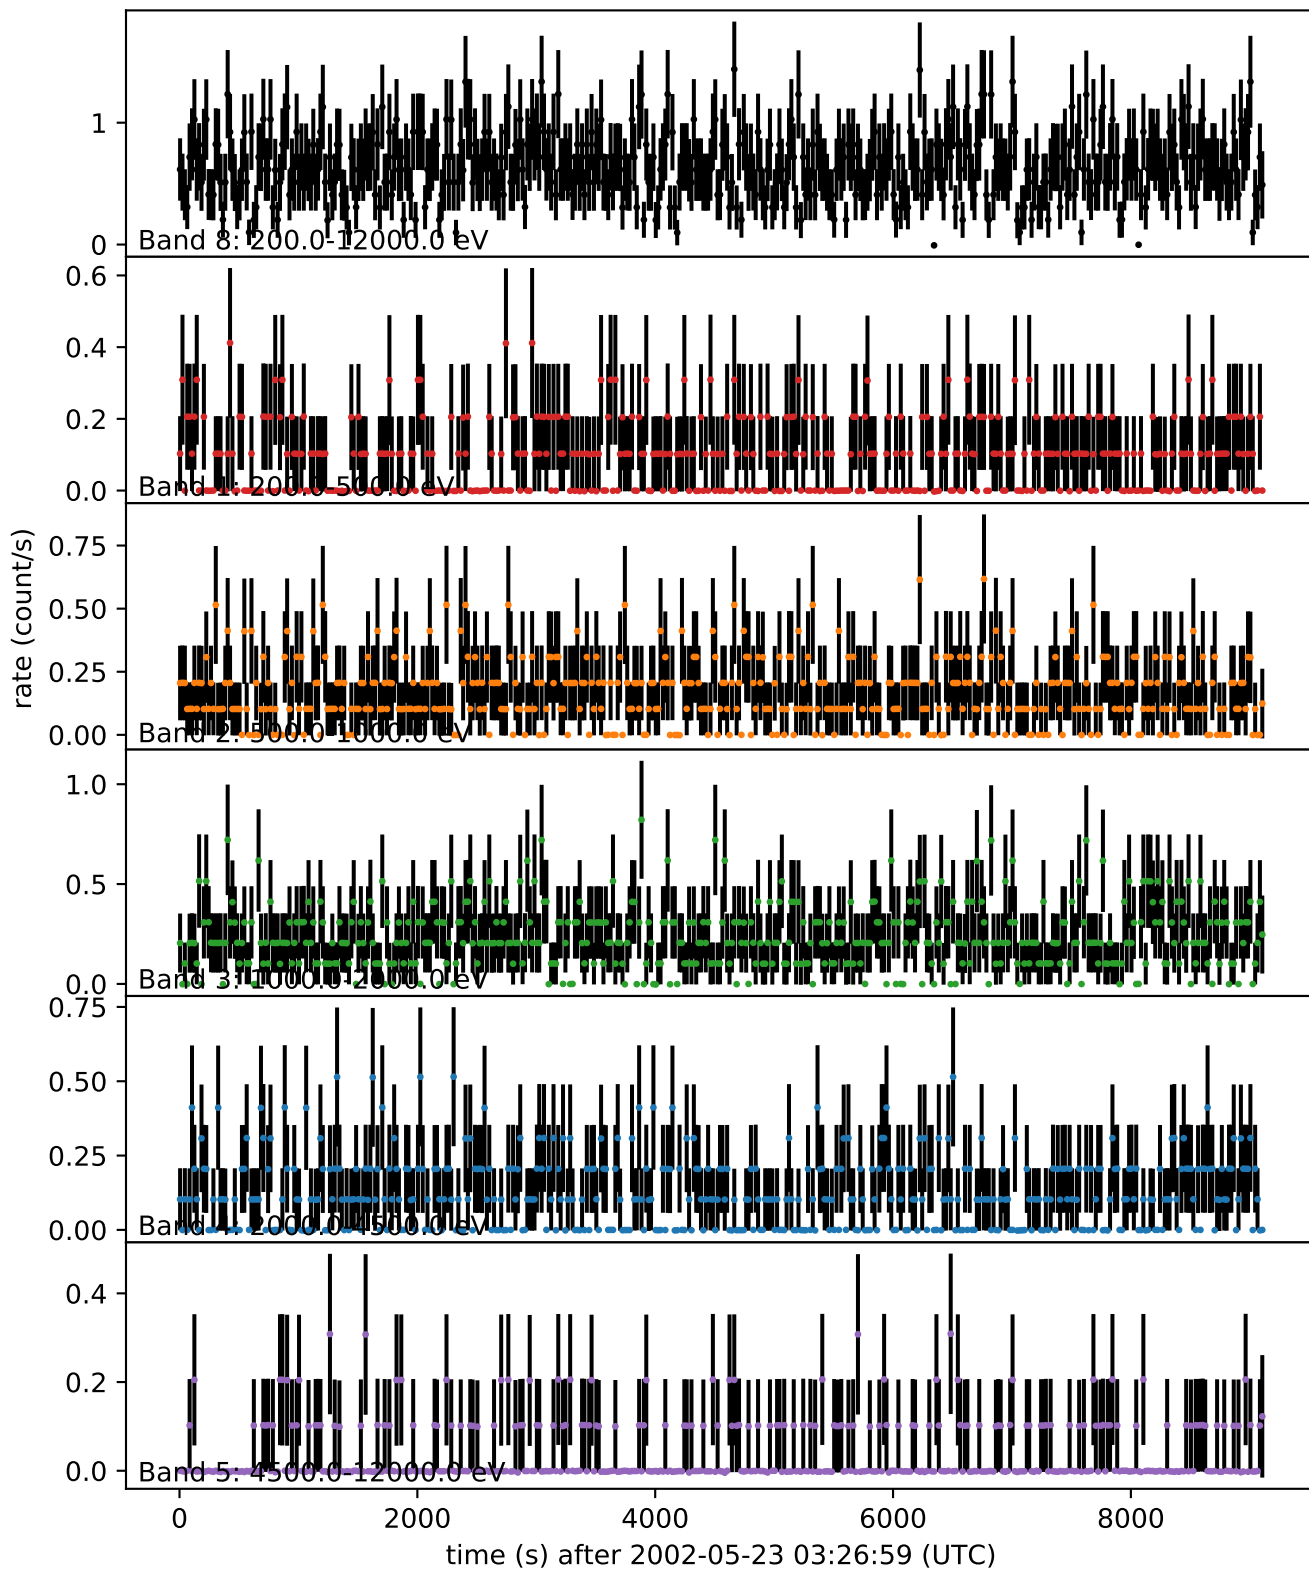 1
0
Band 8: 200.0-12000.0 eV
0.6
0.4
0.2
0.0
Band 1: 200.0-500.0 eV
rate (count/s)
0.75
0.50
0.25
0.00
Band 2: 500.0-1000.0 eV
1.0
0.5
0.0
Band 3: 1000.0-2000.0 eV
0.75
0.50
0.25
0.00
Band 4: 2000.0-4500.0 eV
0.4
0.2
0.0
Band 5: 4500.0-12000.0 eV
0 2000 4000 6000 8000
time (s) after 2002-05-23 03:26:59 (UTC)